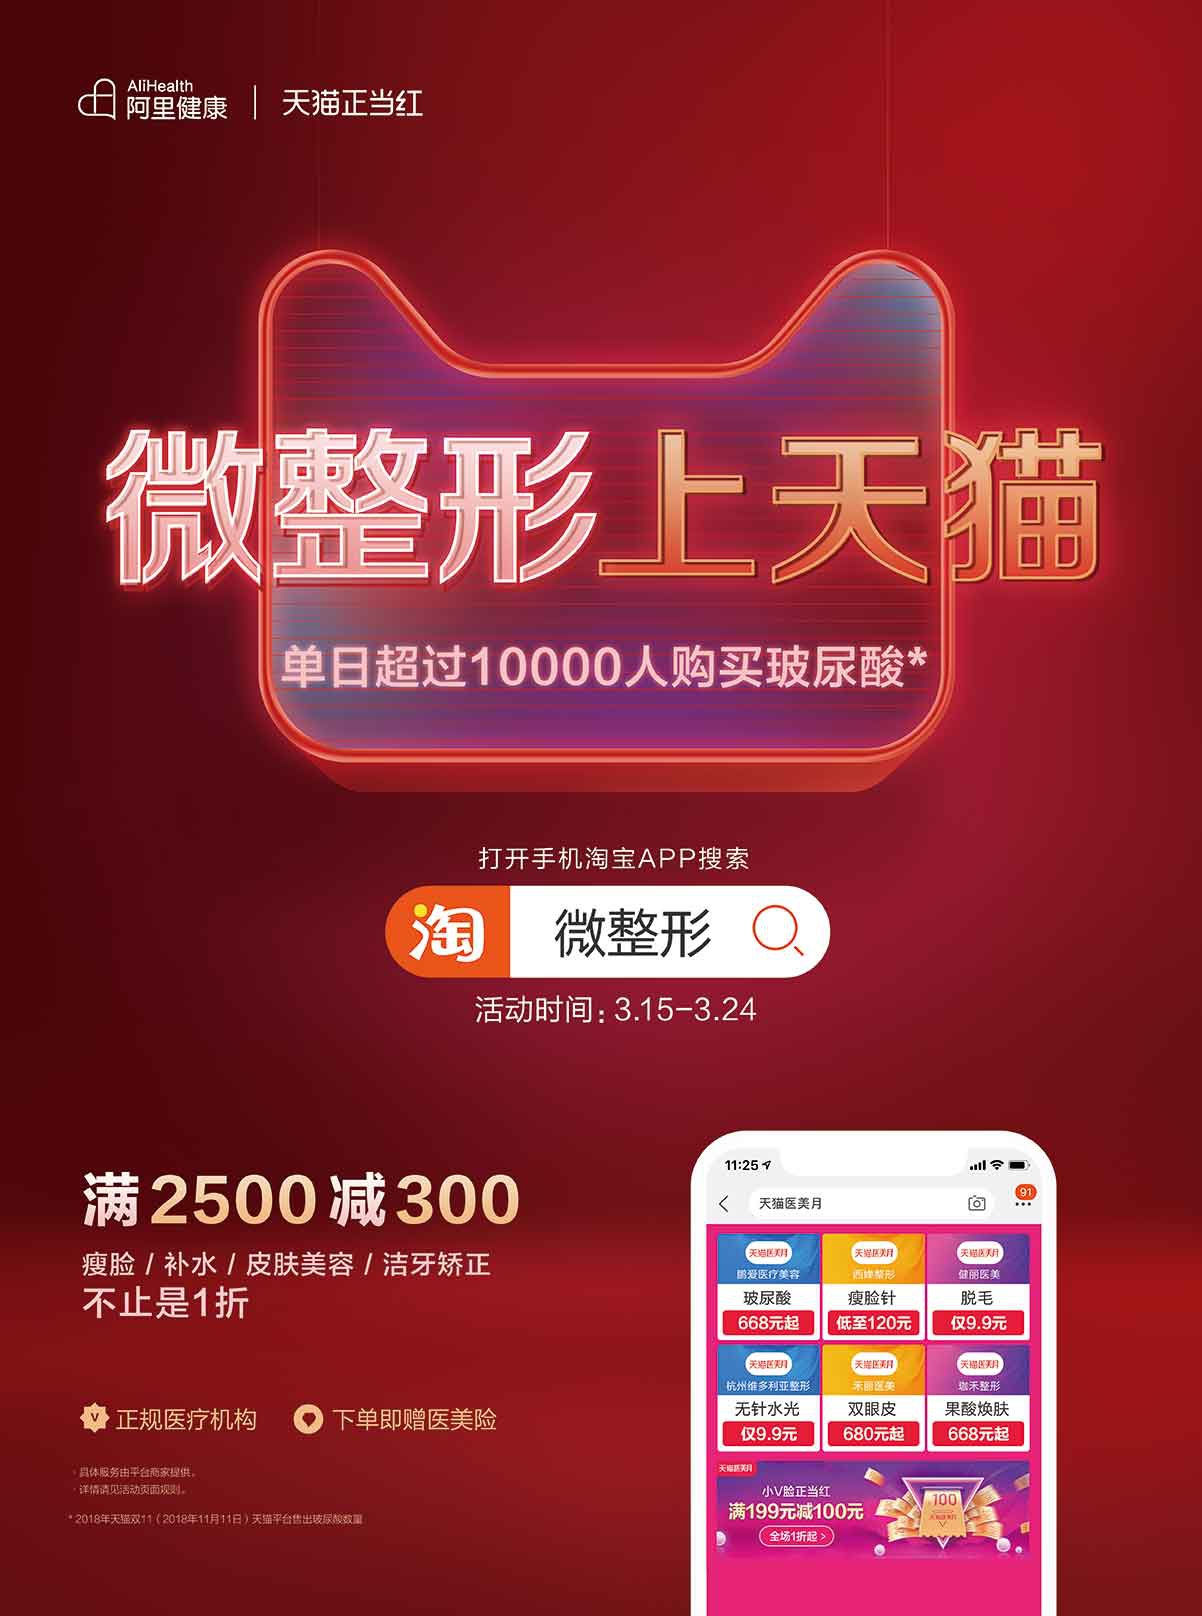 AliHealth
阿里健康
天猫正当红
微整形上天猫
单日超过10000人购买玻尿酸*
打开手机淘宝APP搜索
淘 微整形
活动时间: 3.15-3.24
满2500减300
瘦脸 / 补水 / 皮肤美容 / 洁牙矫正
不止是1折
正规医疗机构 下单即赠医美险
· 具体服务由平台商家提供。
· 详情请见活动页面规则。
* 2018年天猫双11（2018年11月11日）天猫平台售出玻尿酸数量
11:25
天猫医美月
91
天猫医美月 天猫医美月 天猫医美月
鹏爱医疗美容 西婵整形 健丽医美
玻尿酸 瘦脸针 脱毛
668元起 低至120元 仅9.9元
天猫医美月 天猫医美月 天猫医美月
杭州维多利亚整形 禾丽医美 珈禾整形
无针水光 双眼皮 果酸焕肤
仅9.9元 680元起 668元起
天猫医美月
小V脸正当红
满199元减100元
全场1折起 >
100
天猫医美月